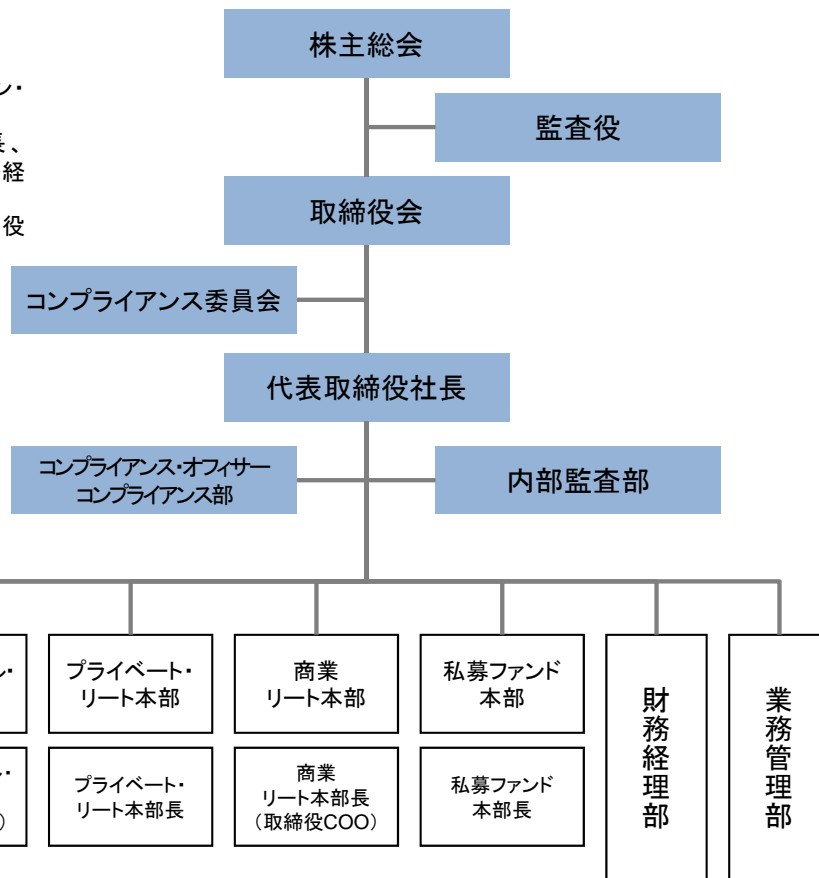 株主総会
ン・
監査役
長、
経
取締役会
役
コンプライアンス委員会
代表取締役社長
コンプライアンス・オフィサー
コンプライアンス部
内部監査部
ル・
プライベート・
リート本部
商業
リート本部
私募ファンド
本部
財務経理部
業務管理部
プライベート・
リート本部長
商業
リート本部長
（取締役COO）
私募ファンド
本部長
）